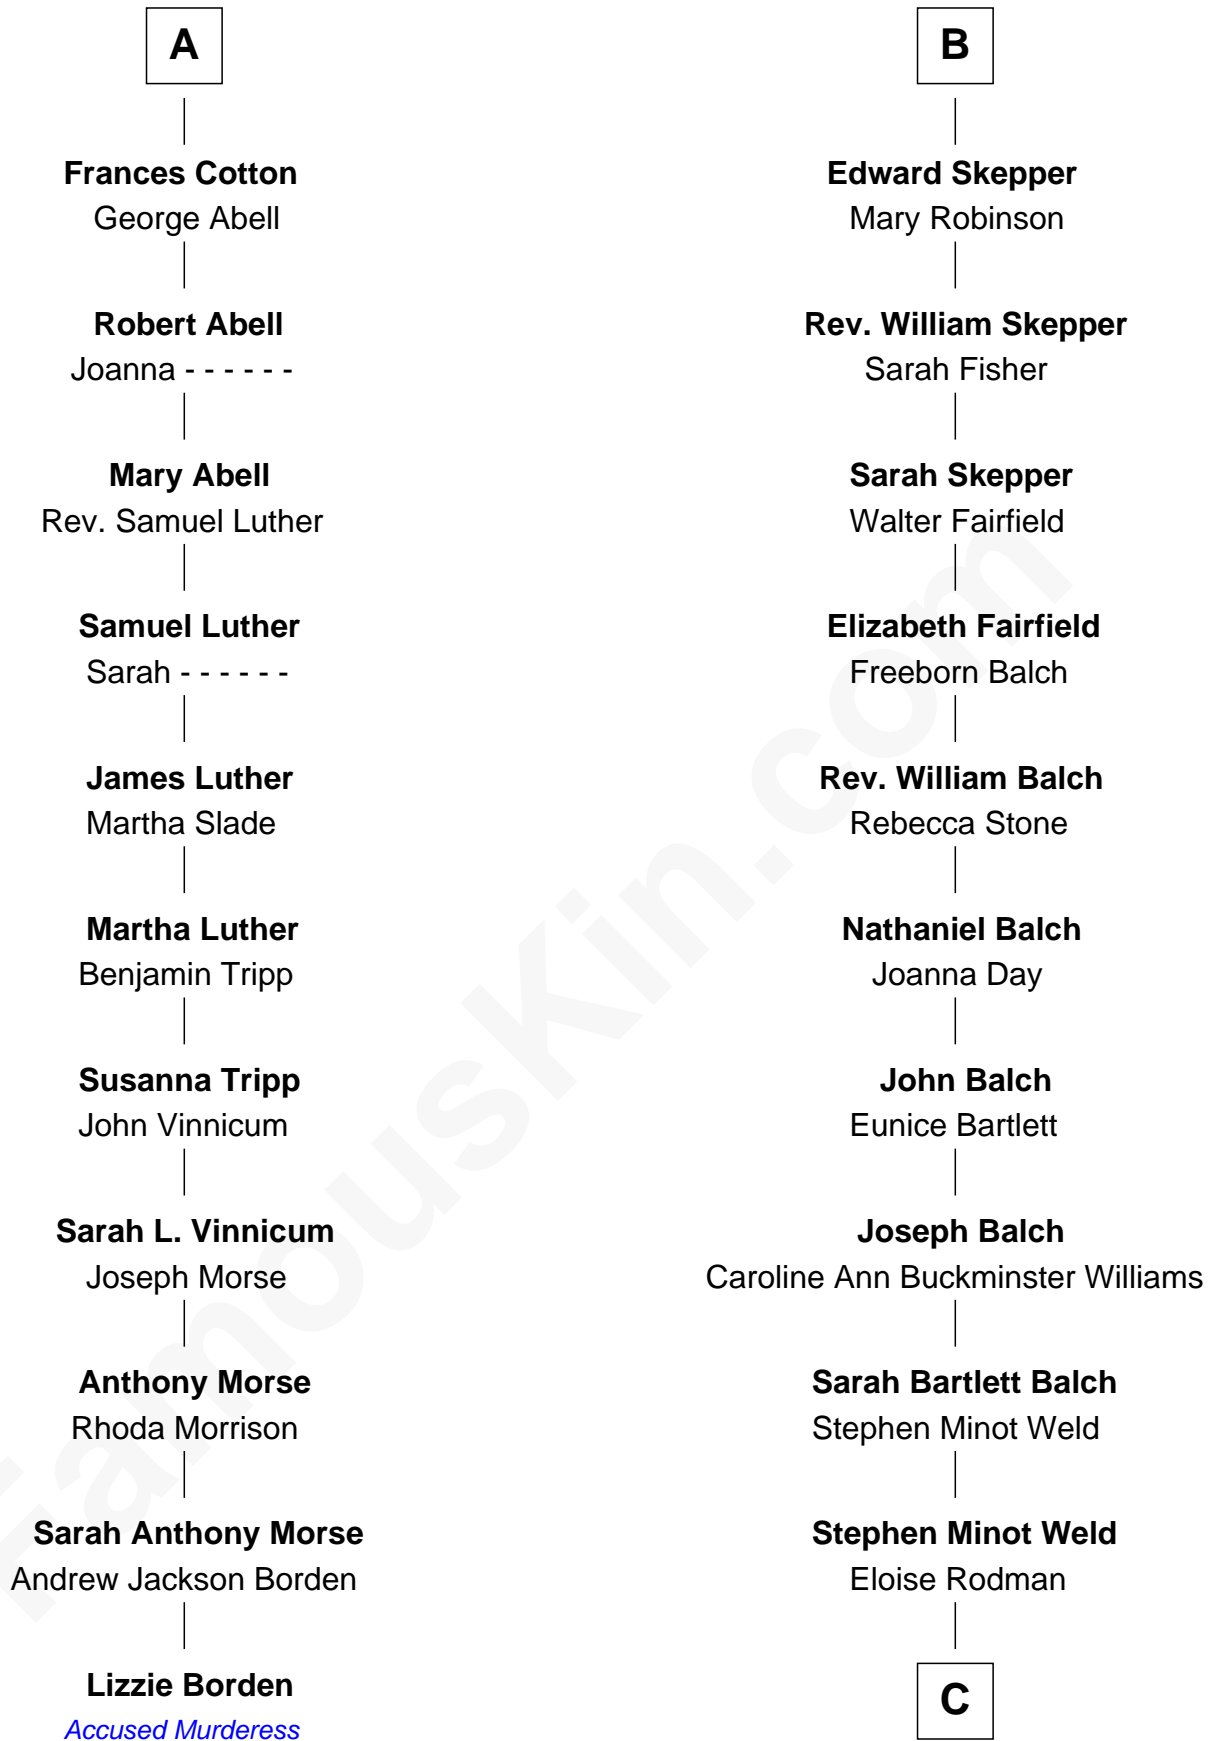 A
Frances Cotton
George Abell
Robert Abell
Joanna - - - - - -
Mary Abell
Rev. Samuel Luther
Samuel Luther
Sarah - - - - - -
James Luther
Martha Slade
Martha Luther
Benjamin Tripp
Susanna Tripp
John Vinnicum
Sarah L. Vinnicum
Joseph Morse
Anthony Morse
Rhoda Morrison
Sarah Anthony Morse
Andrew Jackson Borden
Lizzie Borden
Accused Murderess
B
Edward Skepper
Mary Robinson
Rev. William Skepper
Sarah Fisher
Sarah Skepper
Walter Fairfield
Elizabeth Fairfield
Freeborn Balch
Rev. William Balch
Rebecca Stone
Nathaniel Balch
Joanna Day
John Balch
Eunice Bartlett
Joseph Balch
Caroline Ann Buckminster Williams
Sarah Bartlett Balch
Stephen Minot Weld
Stephen Minot Weld
Eloise Rodman
C
FamousKin.com